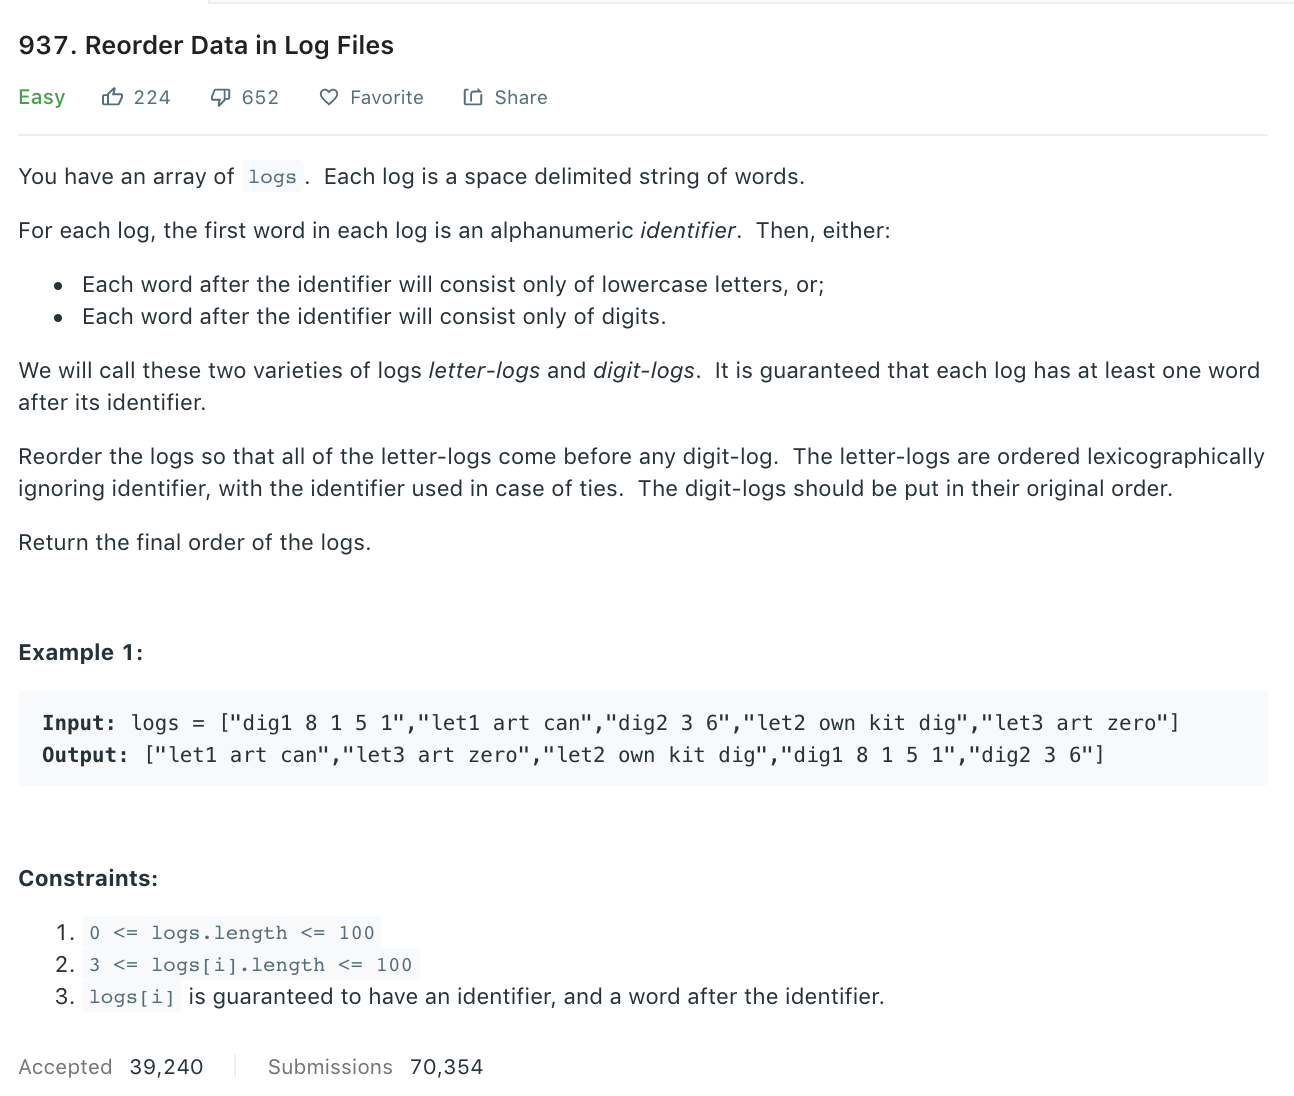 937. Reorder Data in Log Files
Easy 224 652 Favorite Share
You have an array of logs. Each log is a space delimited string of words.
For each log, the first word in each log is an alphanumeric identifier. Then, either:
• Each word after the identifier will consist only of lowercase letters, or;
• Each word after the identifier will consist only of digits.
We will call these two varieties of logs letter-logs and digit-logs. It is guaranteed that each log has at least one word
after its identifier.
Reorder the logs so that all of the letter-logs come before any digit-log. The letter-logs are ordered lexicographically
ignoring identifier, with the identifier used in case of ties. The digit-logs should be put in their original order.
Return the final order of the logs.
Example 1:
Input: logs = ["dig1 8 1 5 1","let1 art can","dig2 3 6","let2 own kit dig","let3 art zero"]
Output: ["let1 art can","let3 art zero","let2 own kit dig","dig1 8 1 5 1","dig2 3 6"]
Constraints:
1. 0 <= logs.length <= 100
2. 3 <= logs[i].length <= 100
3. logs[i] is guaranteed to have an identifier, and a word after the identifier.
Accepted 39,240 Submissions 70,354